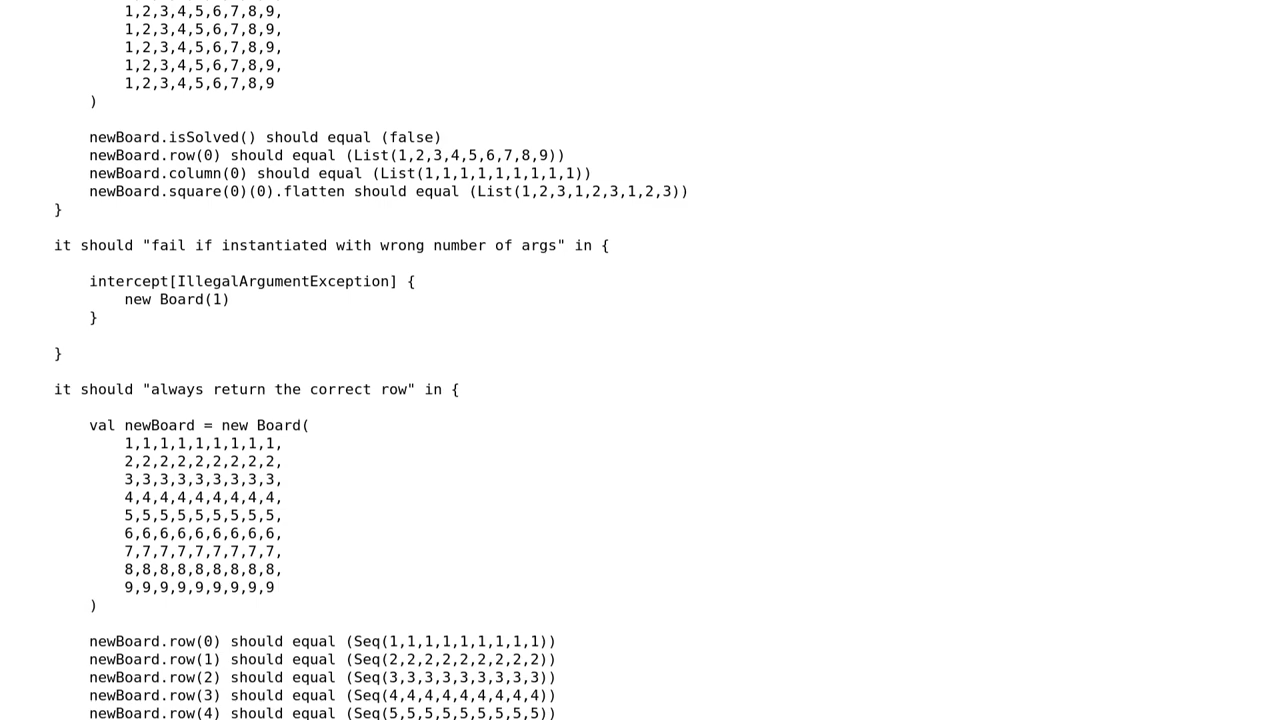 1,2,3,4,5,6,7,8,9,
1,2,3,4,5,6,7,8,9,
1,2,3,4,5,6,7,8,9,
1,2,3,4,5,6,7,8,9,
1,2,3,4,5,6,7,8,9
)
newBoard.isSolved() should equal (false)
newBoard.row(0) should equal (List(1,2,3,4,5,6,7,8,9))
newBoard.column(0) should equal (List(1,1,1,1,1,1,1,1,1))
newBoard.square(0)(0).flatten should equal (List(1,2,3,1,2,3,1,2,3))
}
it should "fail if instantiated with wrong number of args" in {
intercept[IllegalArgumentException] {
new Board(1)
}
}
it should "always return the correct row" in {
val newBoard = new Board(
1,1,1,1,1,1,1,1,1,
2,2,2,2,2,2,2,2,2,
3,3,3,3,3,3,3,3,3,
4,4,4,4,4,4,4,4,4,
5,5,5,5,5,5,5,5,5,
6,6,6,6,6,6,6,6,6,
7,7,7,7,7,7,7,7,7,
8,8,8,8,8,8,8,8,8,
9,9,9,9,9,9,9,9,9
)
newBoard.row(0) should equal (Seq(1,1,1,1,1,1,1,1,1))
newBoard.row(1) should equal (Seq(2,2,2,2,2,2,2,2,2))
newBoard.row(2) should equal (Seq(3,3,3,3,3,3,3,3,3))
newBoard.row(3) should equal (Seq(4,4,4,4,4,4,4,4,4))
newBoard.row(4) should equal (Seq(5,5,5,5,5,5,5,5,5))